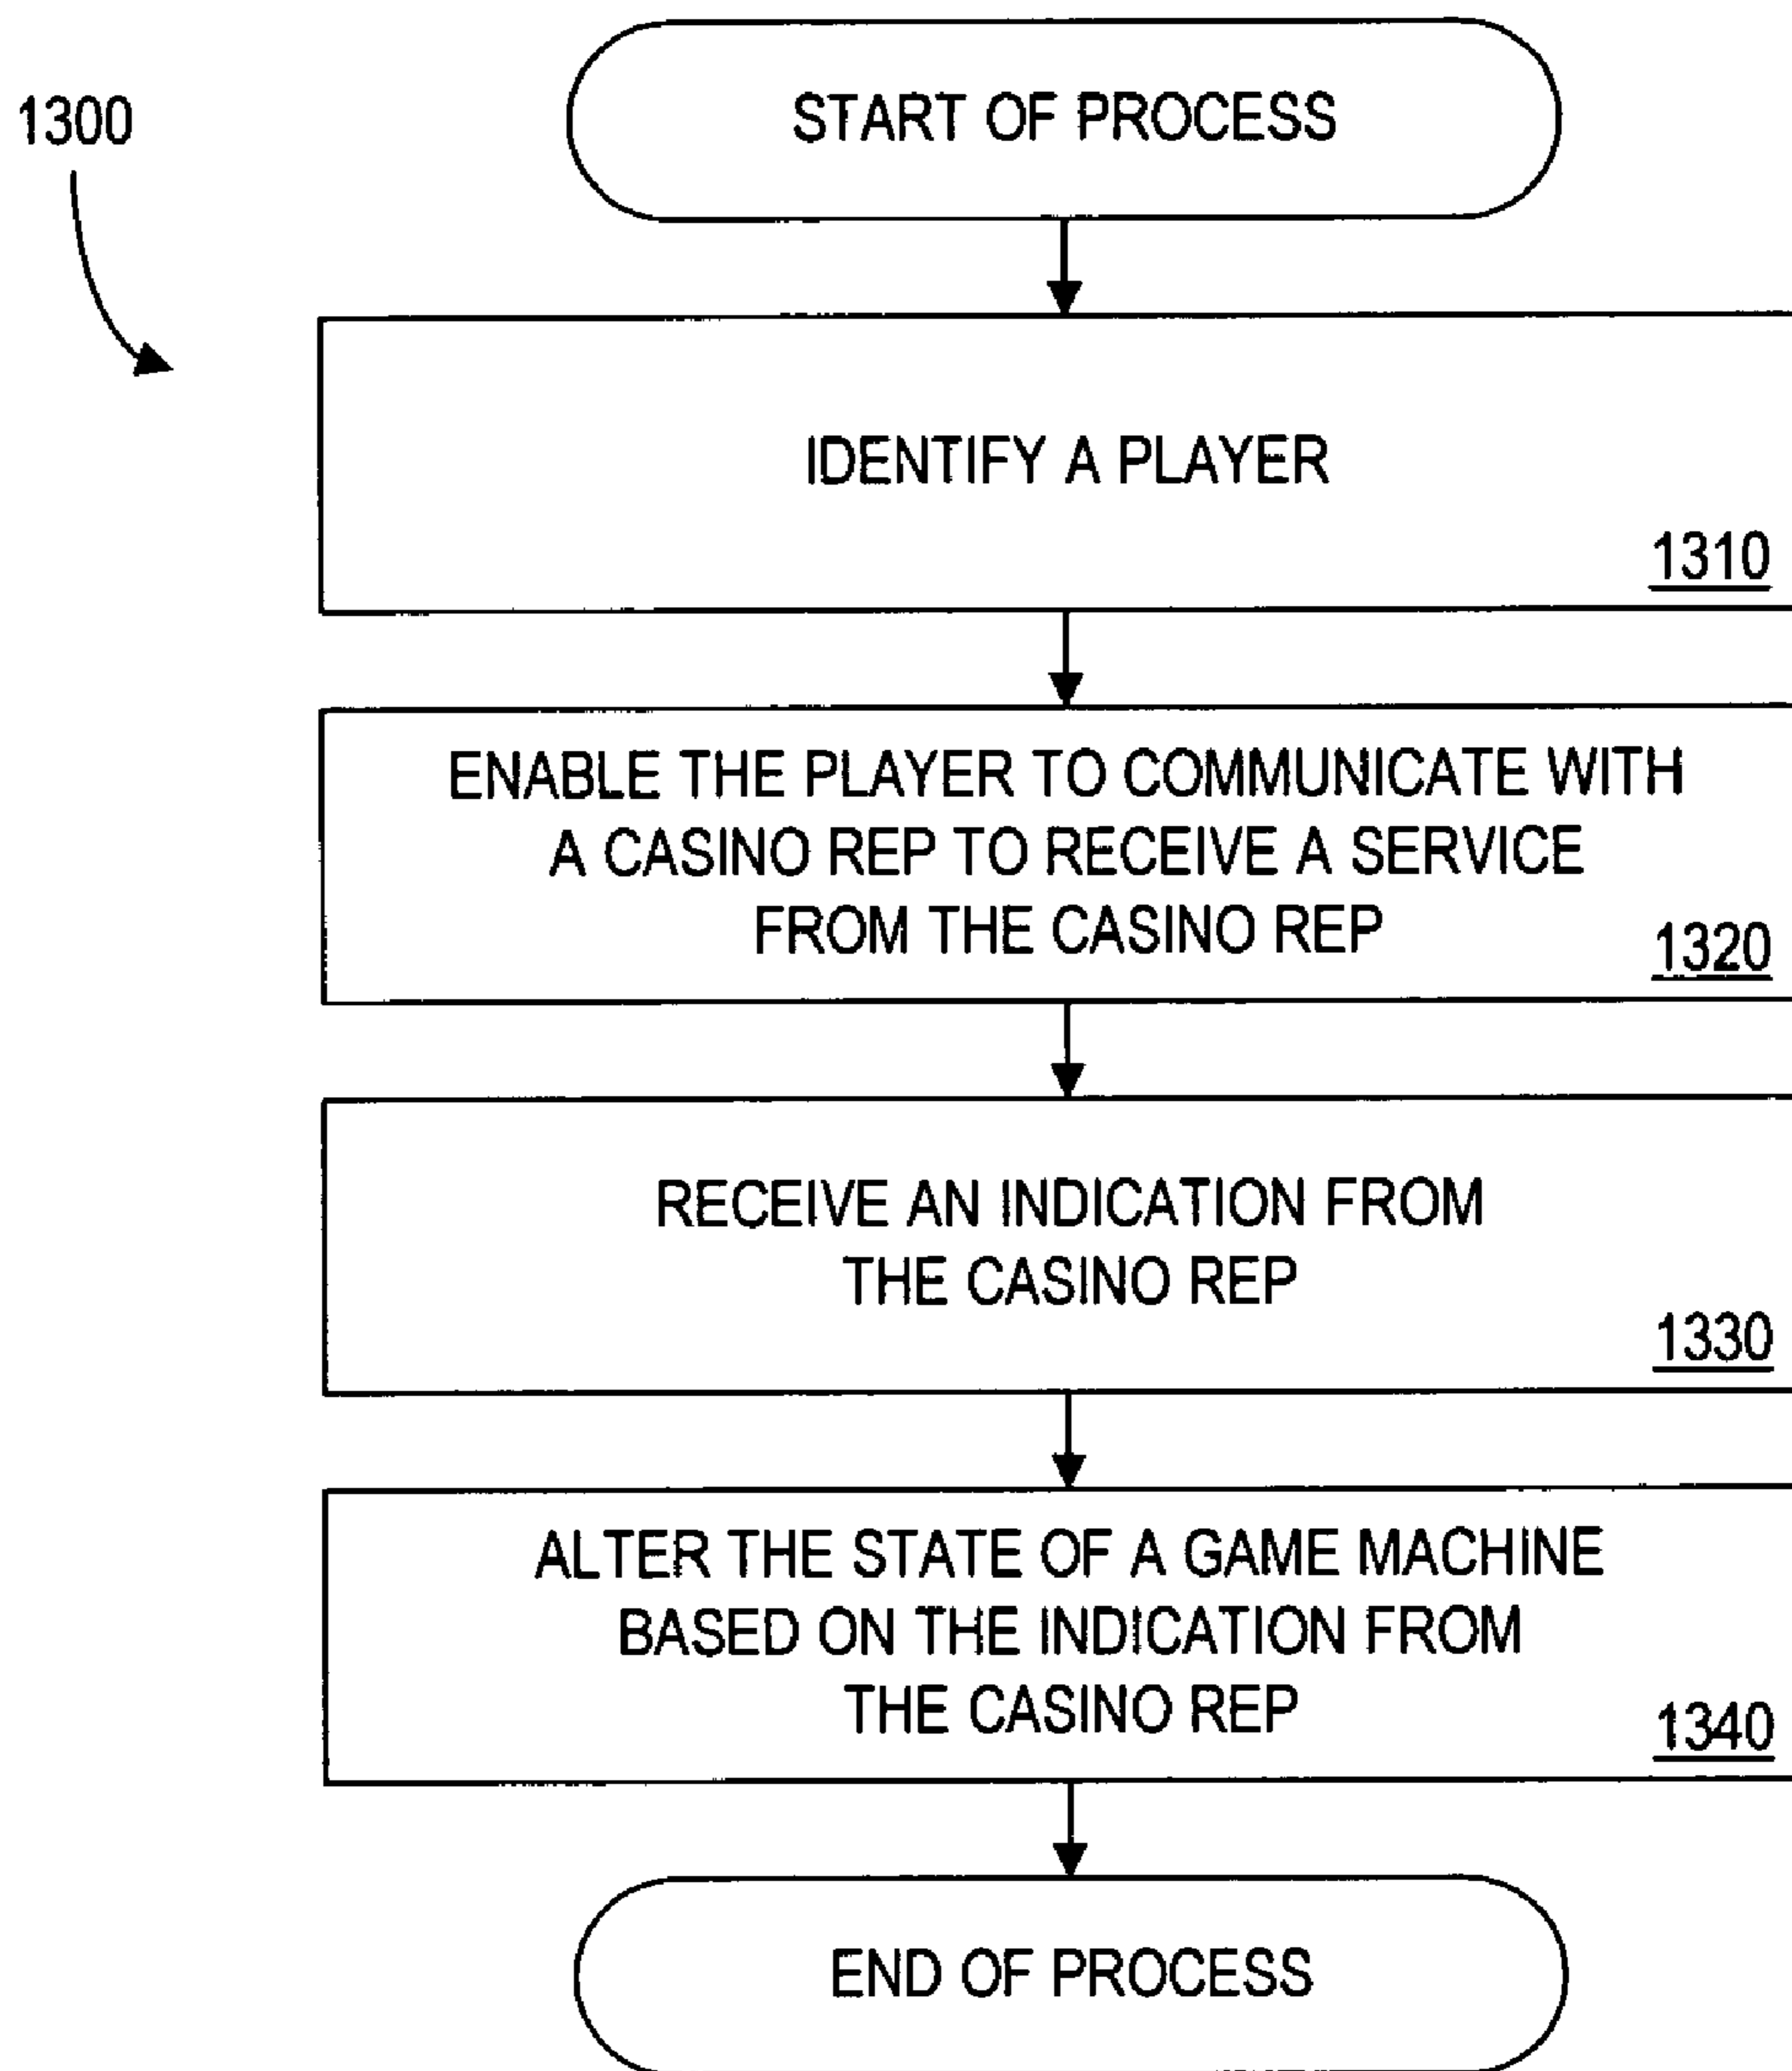 1300
START OF PROCESS
IDENTIFY A PLAYER
1310
ENABLE THE PLAYER TO COMMUNICATE WITH
A CASINO REP TO RECEIVE A SERVICE
FROM THE CASINO REP
1320
RECEIVE AN INDICATION FROM
THE CASINO REP
1330
ALTER THE STATE OF A GAME MACHINE
BASED ON THE INDICATION FROM
THE CASINO REP
1340
END OF PROCESS